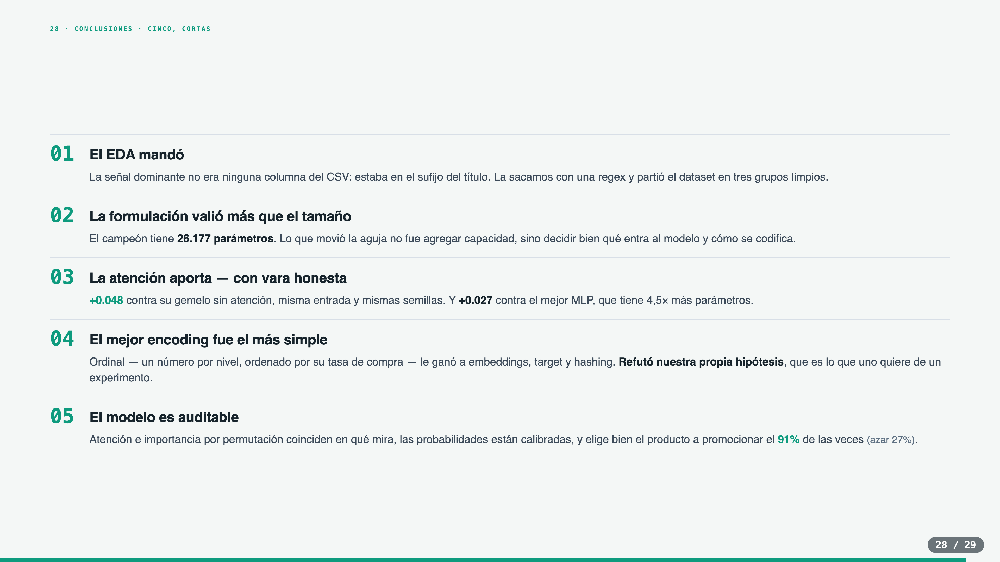 28 · CONCLUSIONES · CINCO, CORTAS
01 El EDA mandó
La señal dominante no era ninguna columna del CSV: estaba en el sufijo del título. La sacamos con una regex y partió el dataset en tres grupos limpios.
02 La formulación valió más que el tamaño
El campeón tiene 26.177 parámetros. Lo que movió la aguja no fue agregar capacidad, sino decidir bien qué entra al modelo y cómo se codifica.
03 La atención aporta — con vara honesta
+0.048 contra su gemelo sin atención, misma entrada y mismas semillas. Y +0.027 contra el mejor MLP, que tiene 4,5× más parámetros.
04 El mejor encoding fue el más simple
Ordinal — un número por nivel, ordenado por su tasa de compra — le ganó a embeddings, target y hashing. Refutó nuestra propia hipótesis, que es lo que uno quiere de un
experimento.
05 El modelo es auditable
Atención e importancia por permutación coinciden en qué mira, las probabilidades están calibradas, y elige bien el producto a promocionar el 91% de las veces (azar 27%).
28 / 29